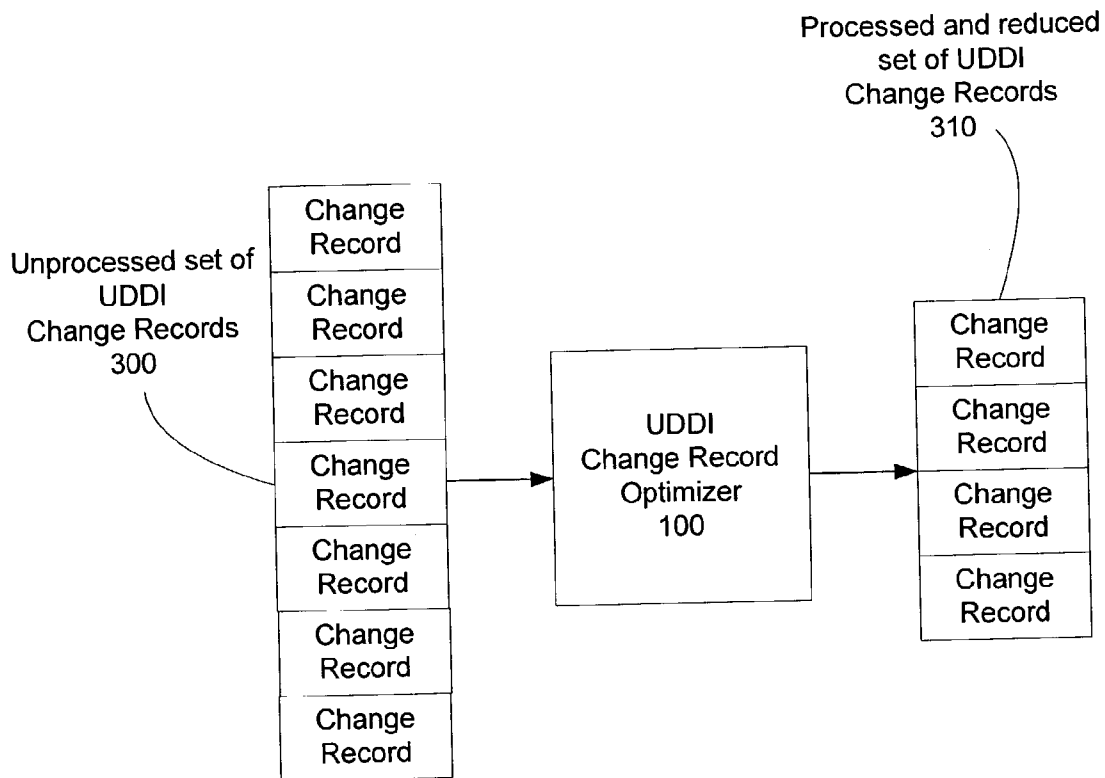 Processed and reduced
set of UDDI
Change Records
310
Unprocessed set of
UDDI
Change Records
300
Change
Record
Change
Record
Change
Record
Change
Record
Change
Record
Change
Record
Change
Record
UDDI
Change Record
Optimizer
100
Change
Record
Change
Record
Change
Record
Change
Record